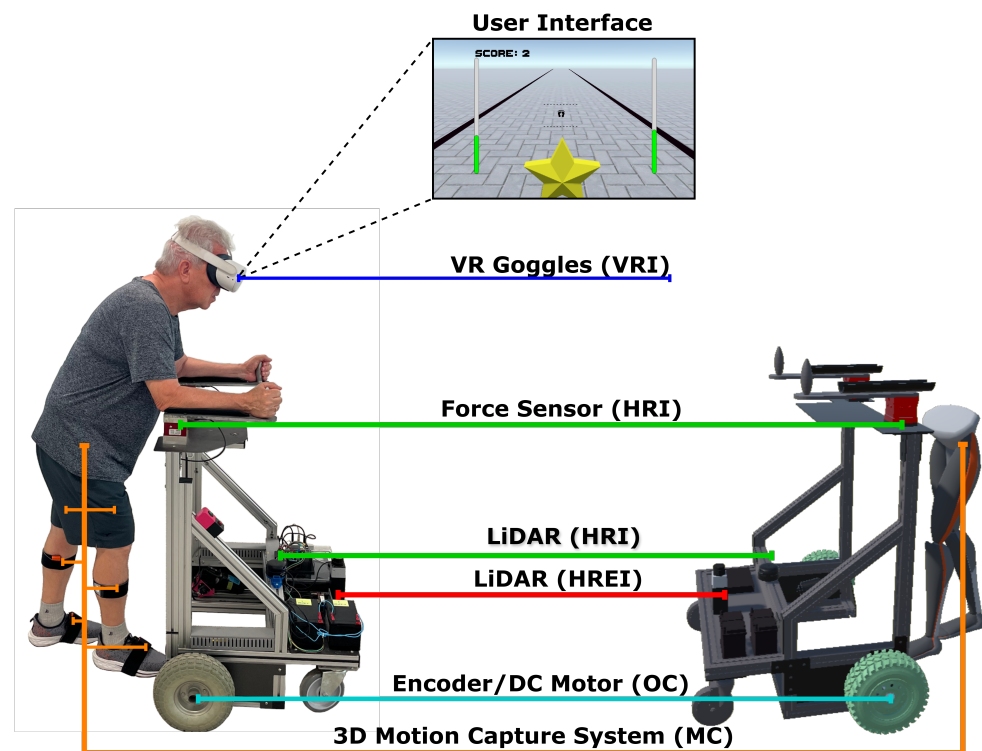 User Interface
SCORE: 2
VR Goggles (VRI)
Force Sensor (HRI)
LiDAR (HRI)
LiDAR (HREI)
Encoder/DC Motor (OC)
3D Motion Capture System (MC)